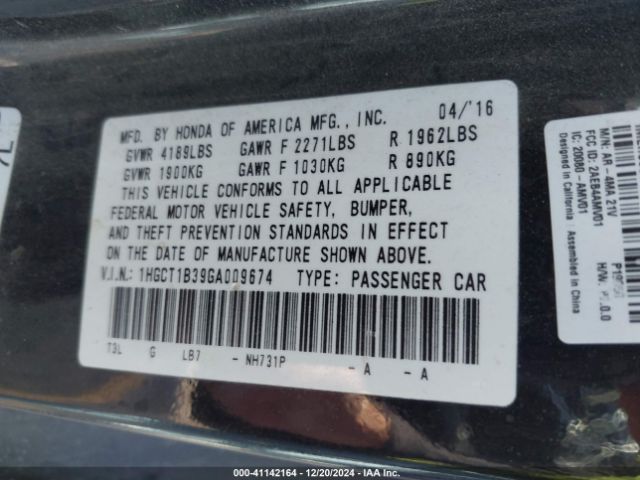 MFD. BY HONDA OF AMERICA MFG., INC. 04/'16
GVWR 4189LBS GAWR F 2271LBS R 1962LBS
GVWR 1900KG GAWR F 1030KG R 890KG
THIS VEHICLE CONFORMS TO ALL APPLICABLE
FEDERAL MOTOR VEHICLE SAFETY, BUMPER,
AND THEFT PREVENTION STANDARDS IN EFFECT
ON THE DATE OF MANUFACTURE SHOWN ABOVE.
V.I.N.: 1HGCT1B39GA009674 TYPE: PASSENGER CAR
T3L G LB7 - NH731P - A - A
M/N: AR-4MA 21V
FCC ID: 2AEB4AMV01
IC: 20080-AMV01
Designed in California Assembled in China
000-41142164 - 12/20/2024 - IAA Inc.